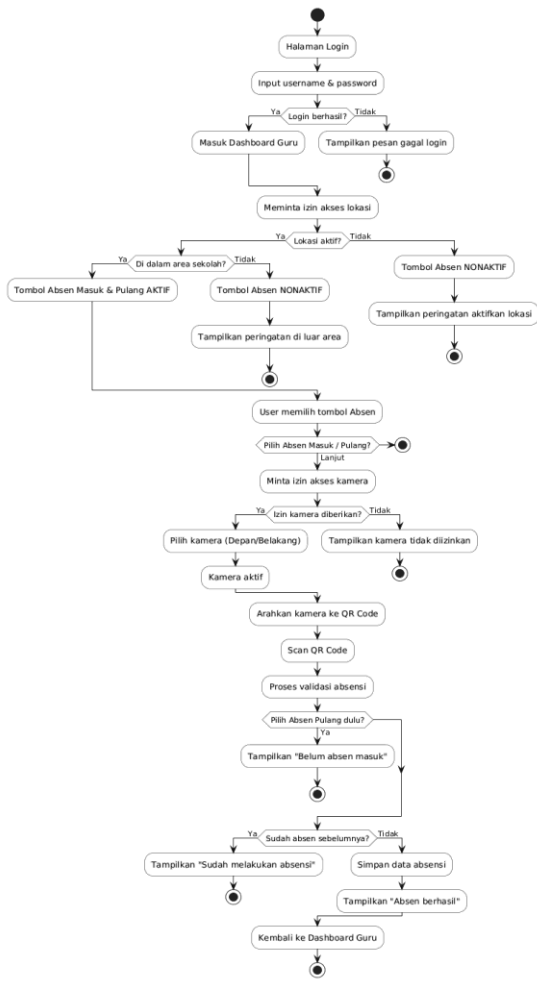 Halaman Login
Input username & password
Ya
Login berhasil?
Tidak
Masuk Dashboard Guru
Tampilkan pesan gagal login
Meminta izin akses lokasi
Ya
Lokasi aktif?
Tidak
Ya
Di dalam area sekolah?
Tidak
Tombol Absen NONAKTIF
Tombol Absen Masuk & Pulang AKTIF
Tombol Absen NONAKTIF
Tampilkan peringatan aktifkan lokasi
Tampilkan peringatan di luar area
User memilih tombol Absen
Pilih Absen Masuk / Pulang?
Lanjut
Minta izin akses kamera
Ya
Izin kamera diberikan?
Tidak
Pilih kamera (Depan/Belakang)
Tampilkan kamera tidak diizinkan
Kamera aktif
Arahkan kamera ke QR Code
Scan QR Code
Proses validasi absensi
Pilih Absen Pulang dulu?
Ya
Tampilkan "Belum absen masuk"
Ya
Sudah absen sebelumnya?
Tidak
Tampilkan "Sudah melakukan absensi"
Simpan data absensi
Tampilkan "Absen berhasil"
Kembali ke Dashboard Guru